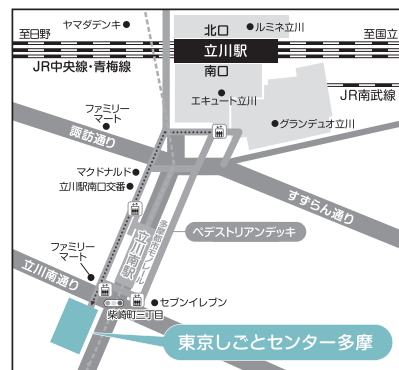 ヤマダデンキ
北口
ルミネ立川
至日野
立川駅
至国立
JR中央線・青梅線
南口
エキュート立川
JR南武線
グランデュオ立川
ファミリー
マート
諏訪通り
マクドナルド
立川駅南口交番
すずらん通り
多摩都市モノレール
立川南駅
ペデストリアンデッキ
ファミリー
マート
立川南通り
セブンイレブン
柴崎町三丁目
東京しごとセンター多摩